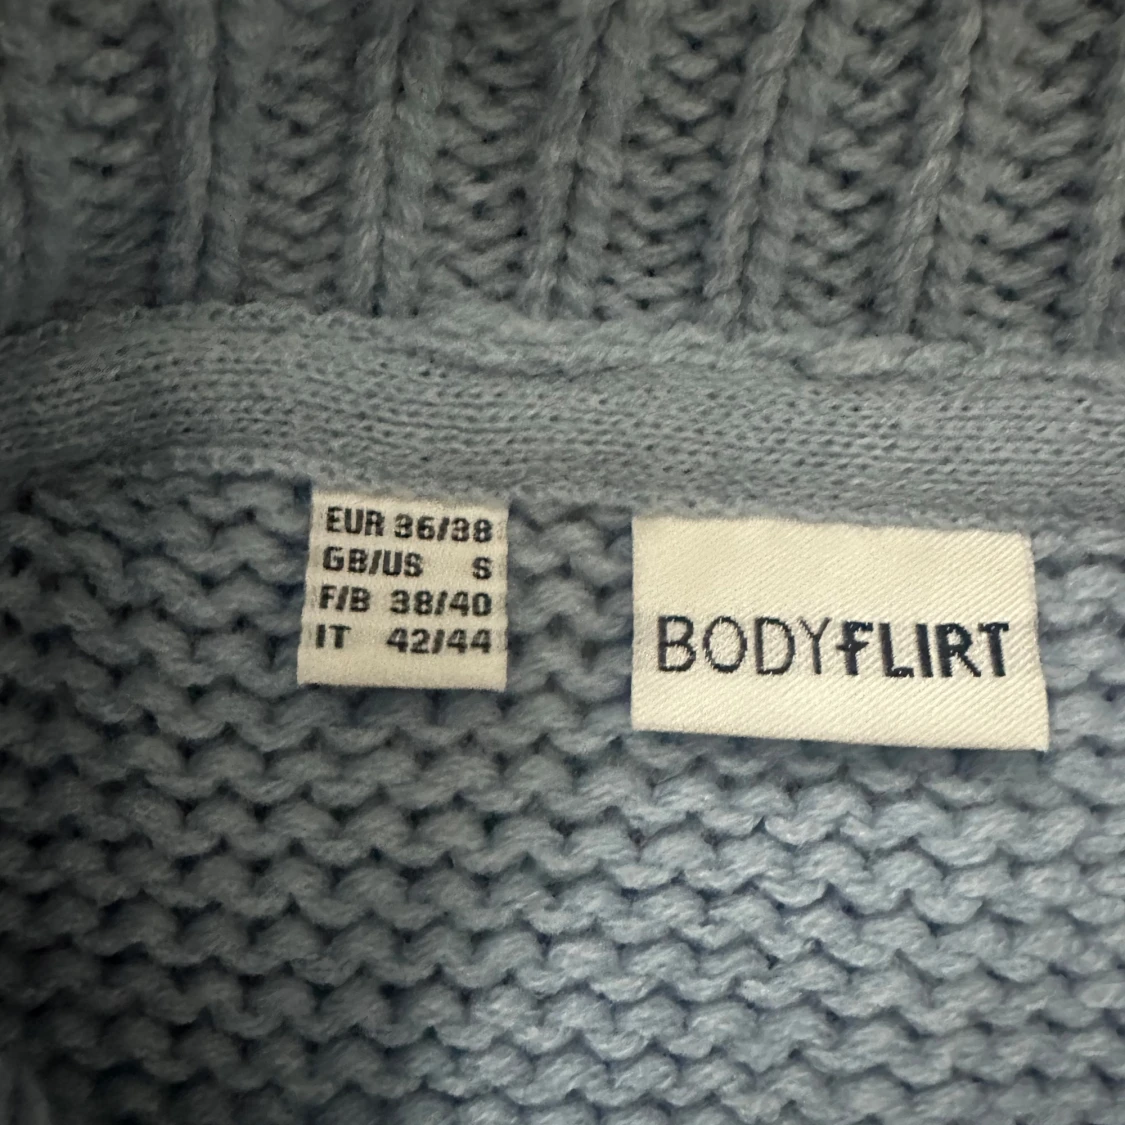 EUR 36/38
GB/US S
F/B 38/40
IT 42/44
BODYFLIRT